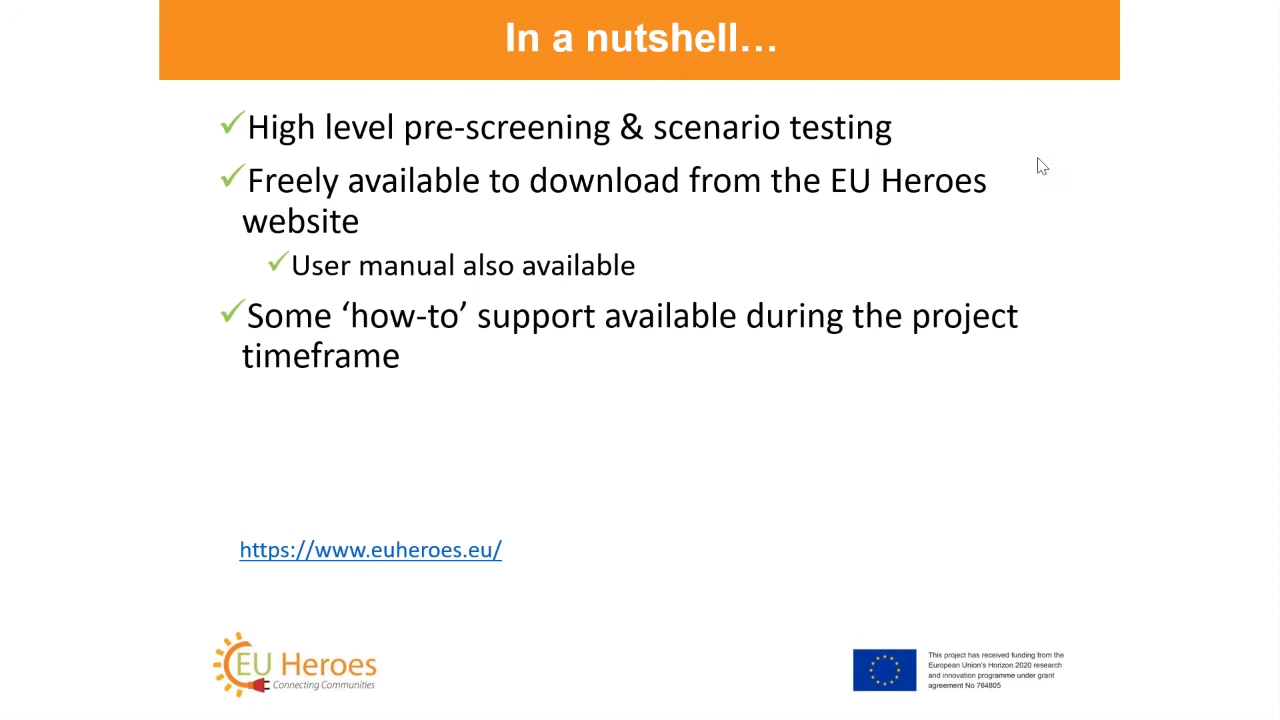 In a nutshell…
✓High level pre-screening & scenario testing
✓Freely available to download from the EU Heroes
website
✓User manual also available
✓Some ‘how-to’ support available during the project
timeframe
https://www.euheroes.eu/
EU Heroes
Connecting Communities
This project has received funding from the
European Union's Horizon 2020 research
and innovation programme under grant
agreement No 764805